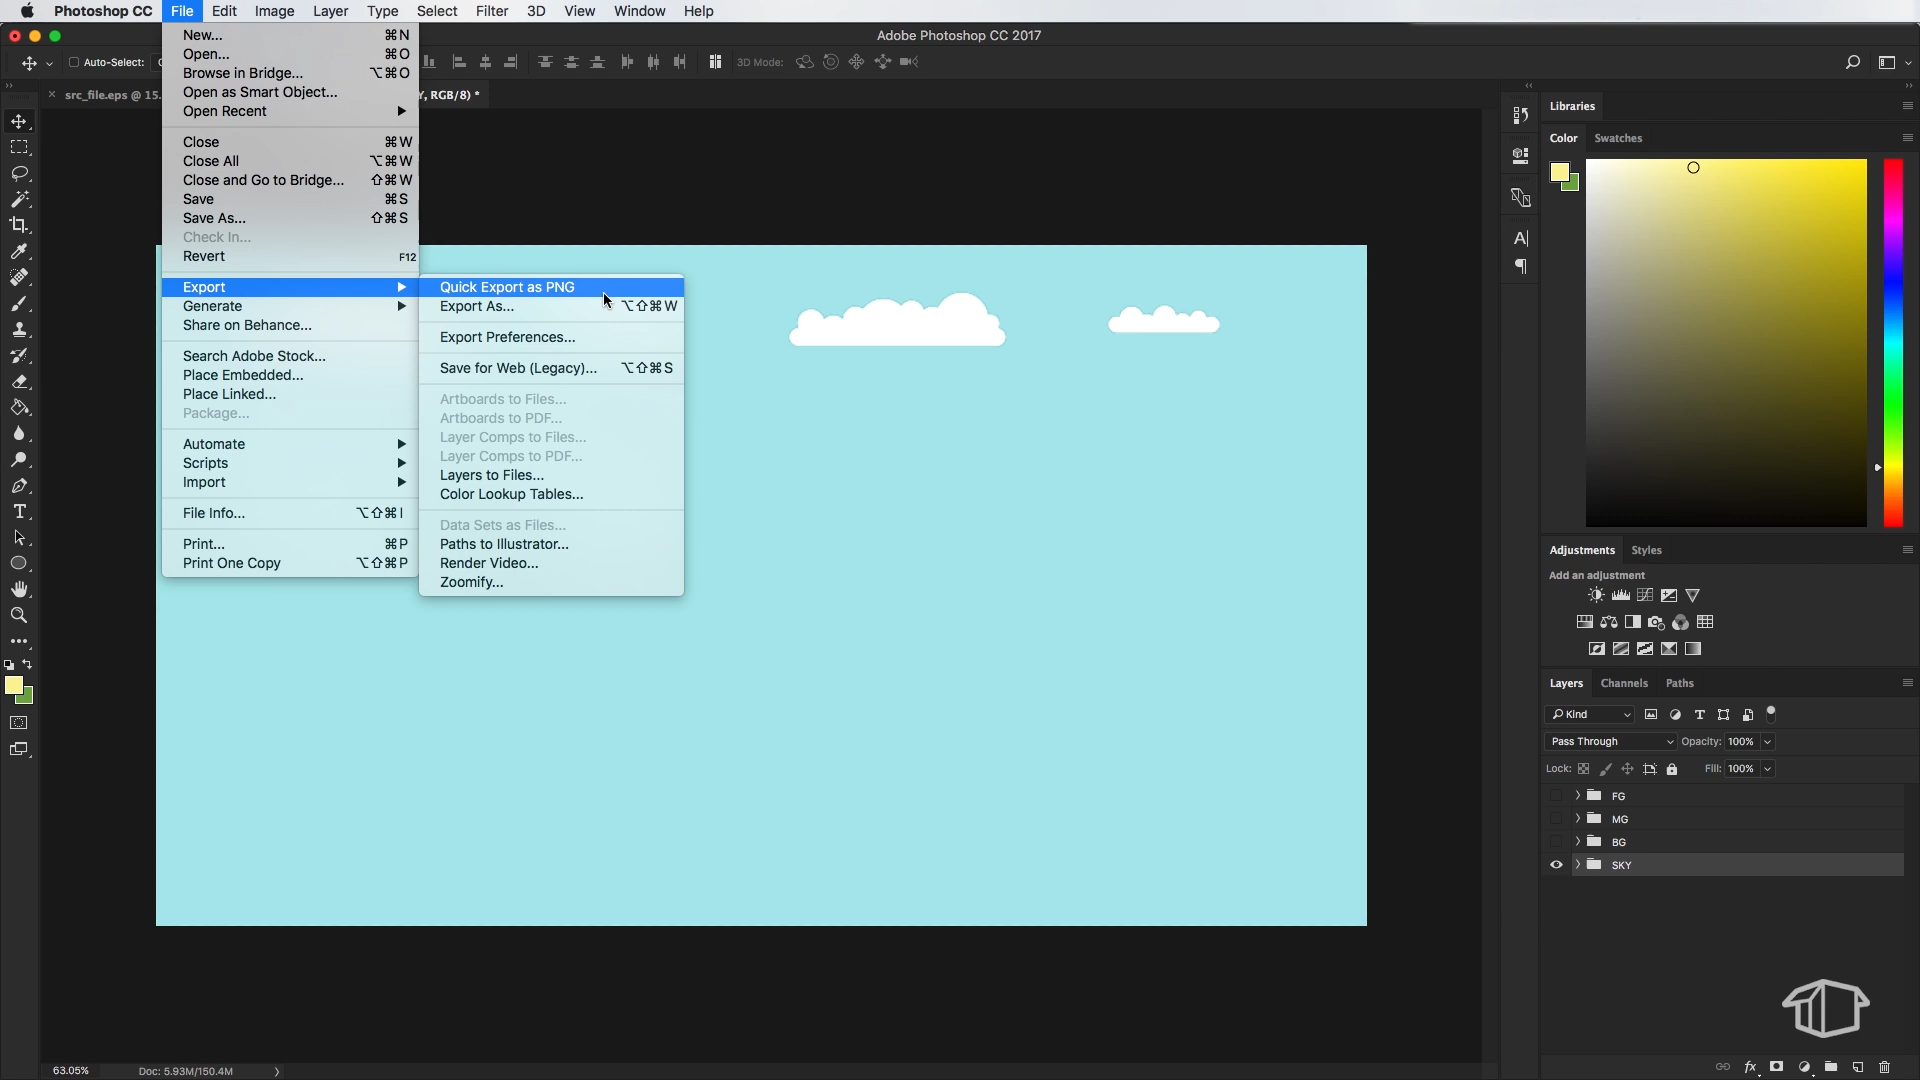 Photoshop CC File Edit Image Layer Type Select Filter 3D View Window Help
Adobe Photoshop CC 2017
Auto-Select:
3D Mode:
src_file.eps @ 15.
Y, RGB/8) *
New... ⌘N
Open... ⌘O
Browse in Bridge... ⌥⌘O
Open as Smart Object...
Open Recent
Close ⌘W
Close All ⌥⌘W
Close and Go to Bridge... ⇧⌘W
Save ⌘S
Save As... ⇧⌘S
Check In...
Revert F12
Export
Generate
Share on Behance...
Search Adobe Stock...
Place Embedded...
Place Linked...
Package...
Automate
Scripts
Import
File Info... ⌥⇧⌘I
Print... ⌘P
Print One Copy ⌥⇧⌘P
Quick Export as PNG
Export As... ⌥⇧⌘W
Export Preferences...
Save for Web (Legacy)... ⌥⇧⌘S
Artboards to Files...
Artboards to PDF...
Layer Comps to Files...
Layer Comps to PDF...
Layers to Files...
Color Lookup Tables...
Data Sets as Files...
Paths to Illustrator...
Render Video...
Zoomify...
Libraries
Color Swatches
Adjustments Styles
Add an adjustment
Layers Channels Paths
Kind
Pass Through Opacity: 100%
Lock: Fill: 100%
FG
MG
BG
SKY
63.05% Doc: 5.93M/150.4M